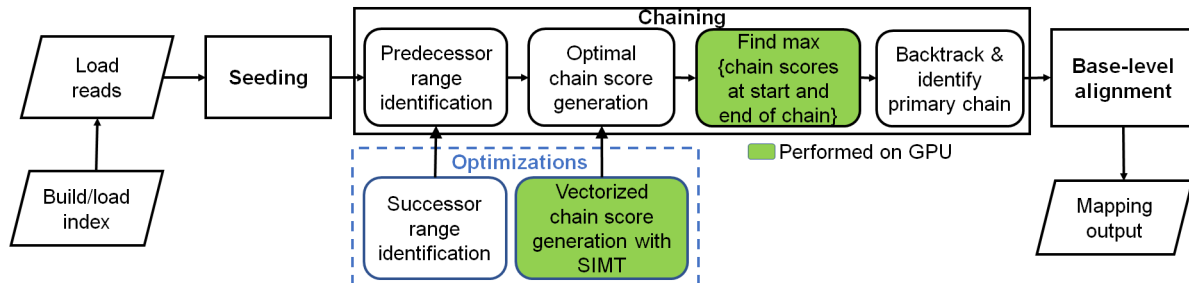 Chaining
Load
reads
Seeding
Predecessor
range
identification
Optimal
chain score
generation
Find max
{chain scores
at start and
end of chain}
Backtrack &
identify
primary chain
Base-level
alignment
Performed on GPU
Optimizations
Build/load
index
Successor
range
identification
Vectorized
chain score
generation with
SIMT
Mapping
output